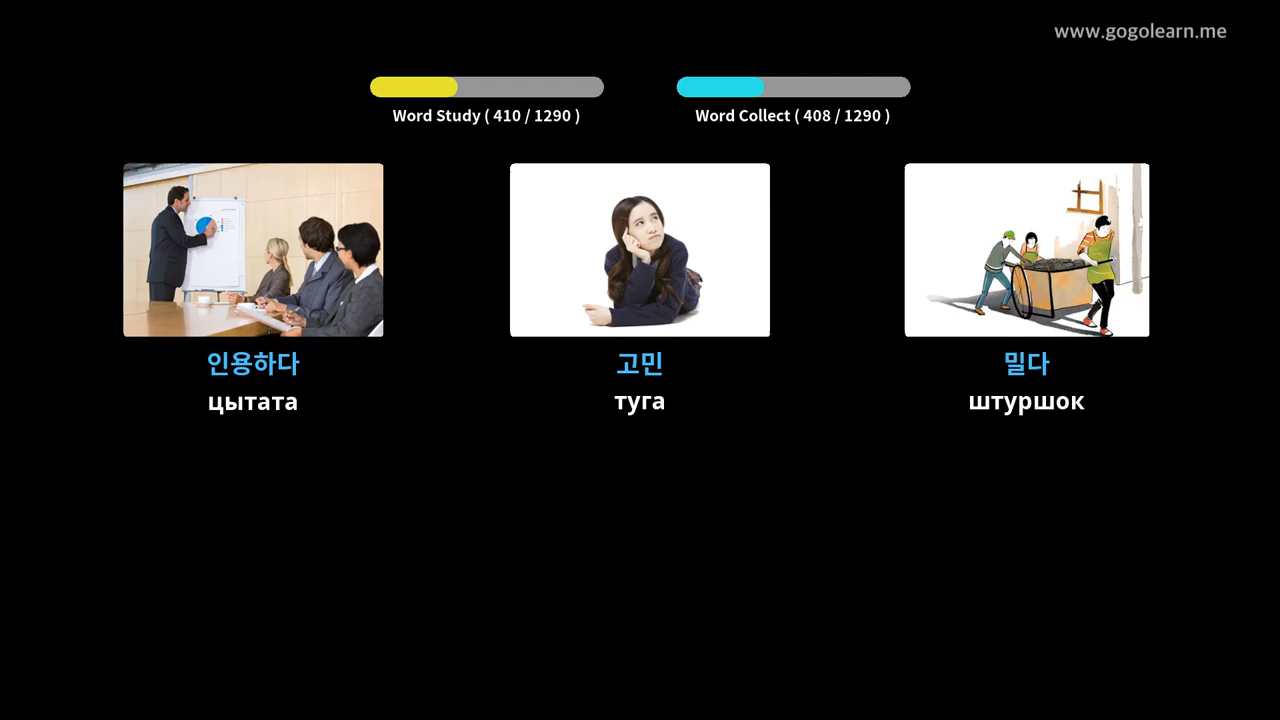 www.gogolearn.me
Word Study ( 410 / 1290 )
Word Collect ( 408 / 1290 )
인용하다
цытата
고민
туга
밀다
штуршок